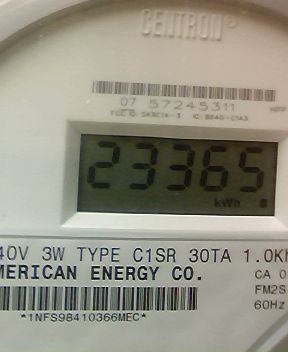 CENTRON
07 57245311
23365
kWh
40V 3W TYPE C1SR 30TA 1.0Kh
MERICAN ENERGY CO.
CA 0
FM2S
60Hz
*1NFS98410366MEC*